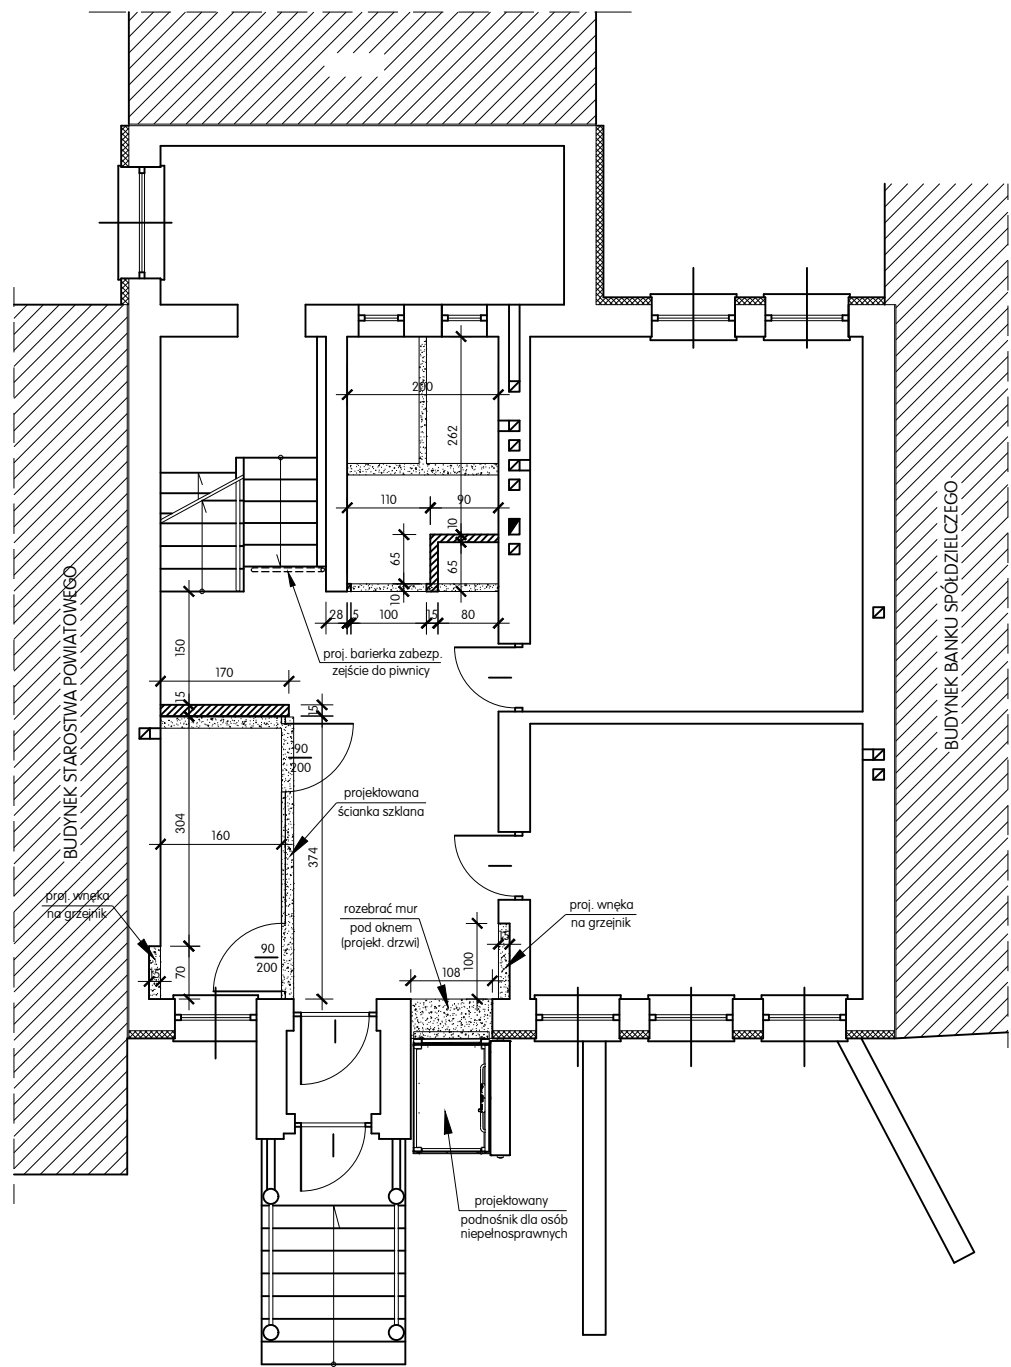 200
262
110
90
10
65
65
10
28
5
100
15
80
proj. barierka zabezp.
zejście do piwnicy
150
170
15
15
90
200
projektowana
ścianka szklana
304
160
374
proj. wnęka
na grzejnik
rozebrać mur
pod oknem
(projekt. drzwi)
proj. wnęka
na grzejnik
90
200
70
100
108
projektowany
podnośnik dla osób
niepełnosprawnych
BUDYNEK STAROSTWA POWIATOWEGO
BUDYNEK BANKU SPÓŁDZIELCZEGO